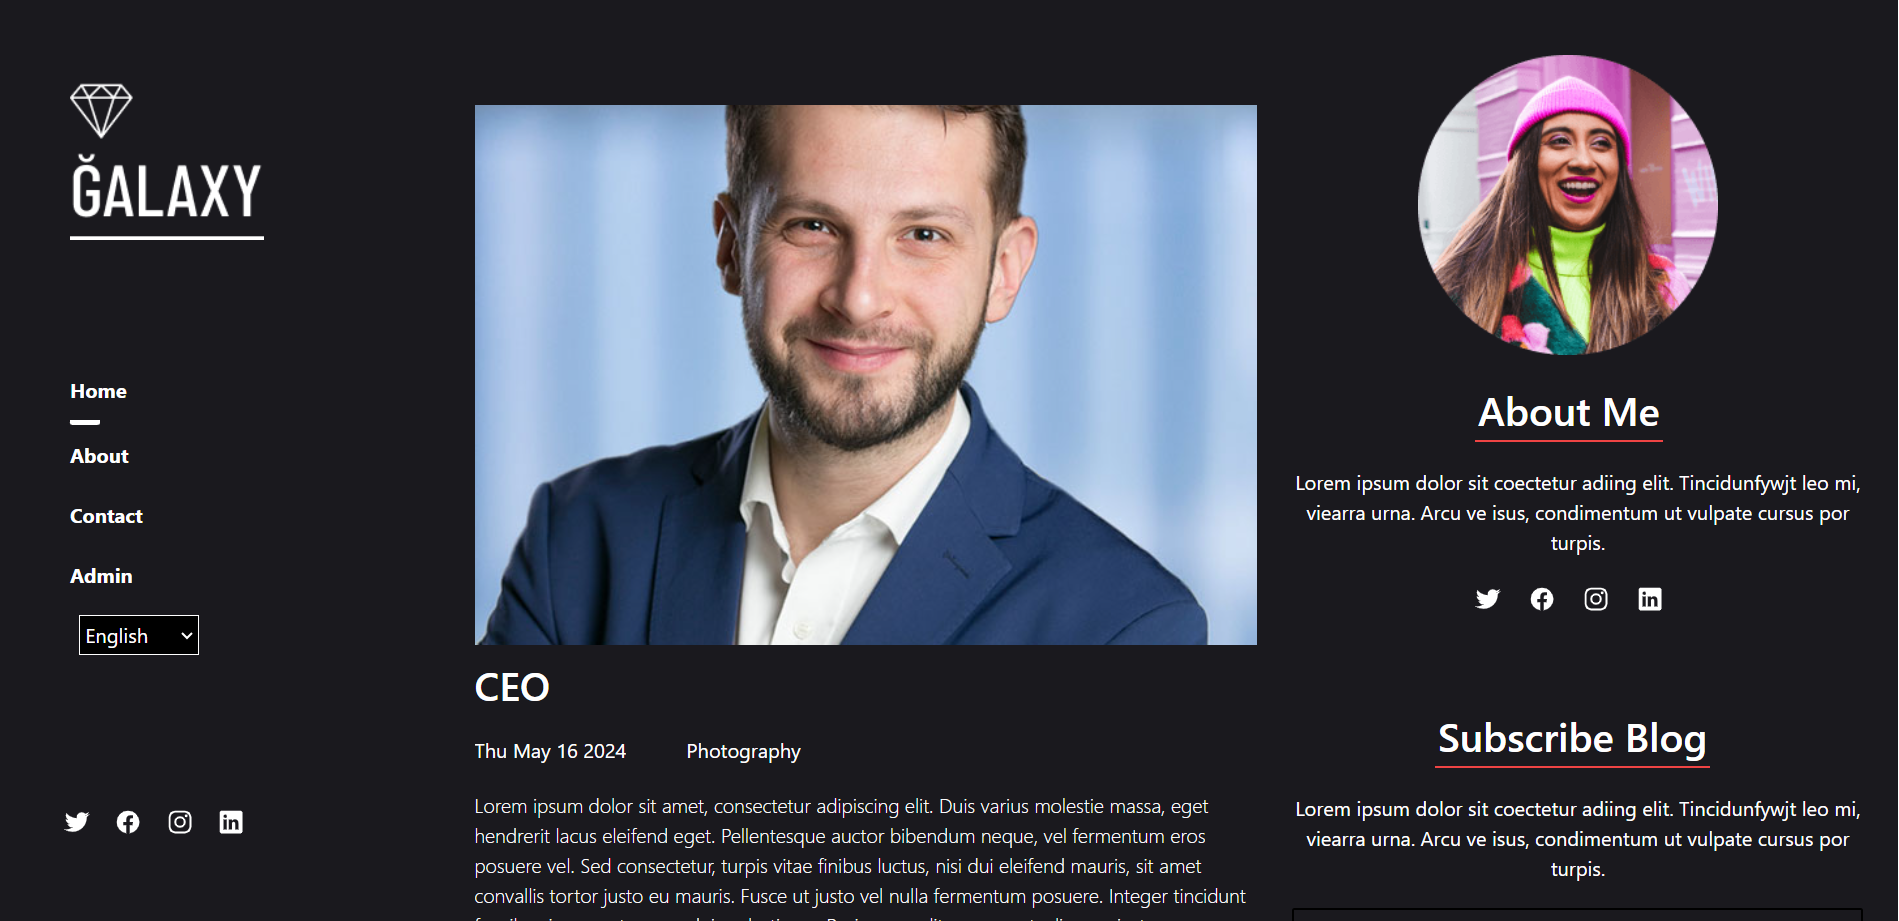 ĞALAXY
Home
About
Contact
Admin
English
CEO
Thu May 16 2024
Photography
Lorem ipsum dolor sit amet, consectetur adipiscing elit. Duis varius molestie massa, eget
hendrerit lacus eleifend eget. Pellentesque auctor bibendum neque, vel fermentum eros
posuere vel. Sed consectetur, turpis vitae finibus luctus, nisi dui eleifend mauris, sit amet
convallis tortor justo eu mauris. Fusce ut justo vel nulla fermentum posuere. Integer tincidunt
About Me
Lorem ipsum dolor sit coectetur adiing elit. Tincidunfywjt leo mi,
viearra urna. Arcu ve isus, condimentum ut vulpate cursus por
turpis.
Subscribe Blog
Lorem ipsum dolor sit coectetur adiing elit. Tincidunfywjt leo mi,
viearra urna. Arcu ve isus, condimentum ut vulpate cursus por
turpis.